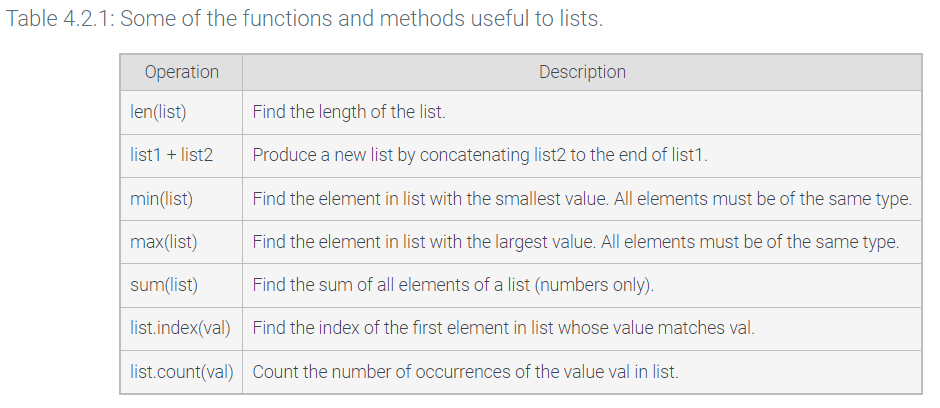 Table 4.2.1: Some of the functions and methods useful to lists.
Operation Description
len(list) Find the length of the list.
list1 + list2 Produce a new list by concatenating list2 to the end of list1.
min(list) Find the element in list with the smallest value. All elements must be of the same type.
max(list) Find the element in list with the largest value. All elements must be of the same type.
sum(list) Find the sum of all elements of a list (numbers only).
list.index(val) Find the index of the first element in list whose value matches val.
list.count(val) Count the number of occurrences of the value val in list.